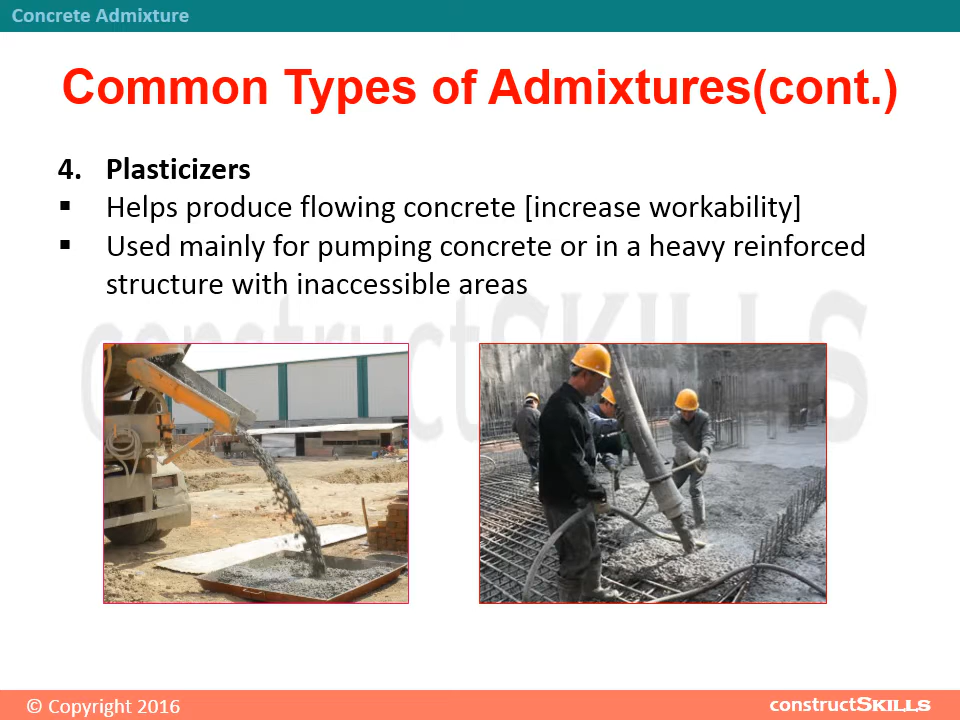 Concrete Admixture
Common Types of Admixtures(cont.)
4. Plasticizers
▪ Helps produce flowing concrete [increase workability]
▪ Used mainly for pumping concrete or in a heavy reinforced
structure with inaccessible areas
constructSKILLS
© Copyright 2016
constructSKILLS